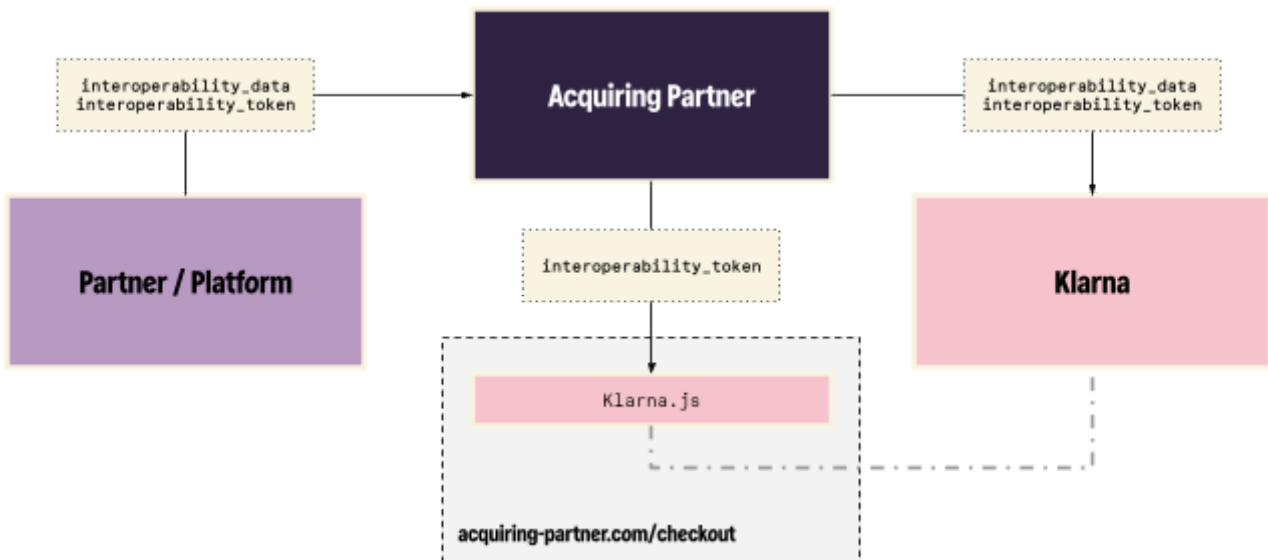 interoperability_data
interoperability_token
Acquiring Partner
interoperability_data
interoperability_token
Partner / Platform
interoperability_token
Klarna
Klarna.js
acquiring-partner.com/checkout